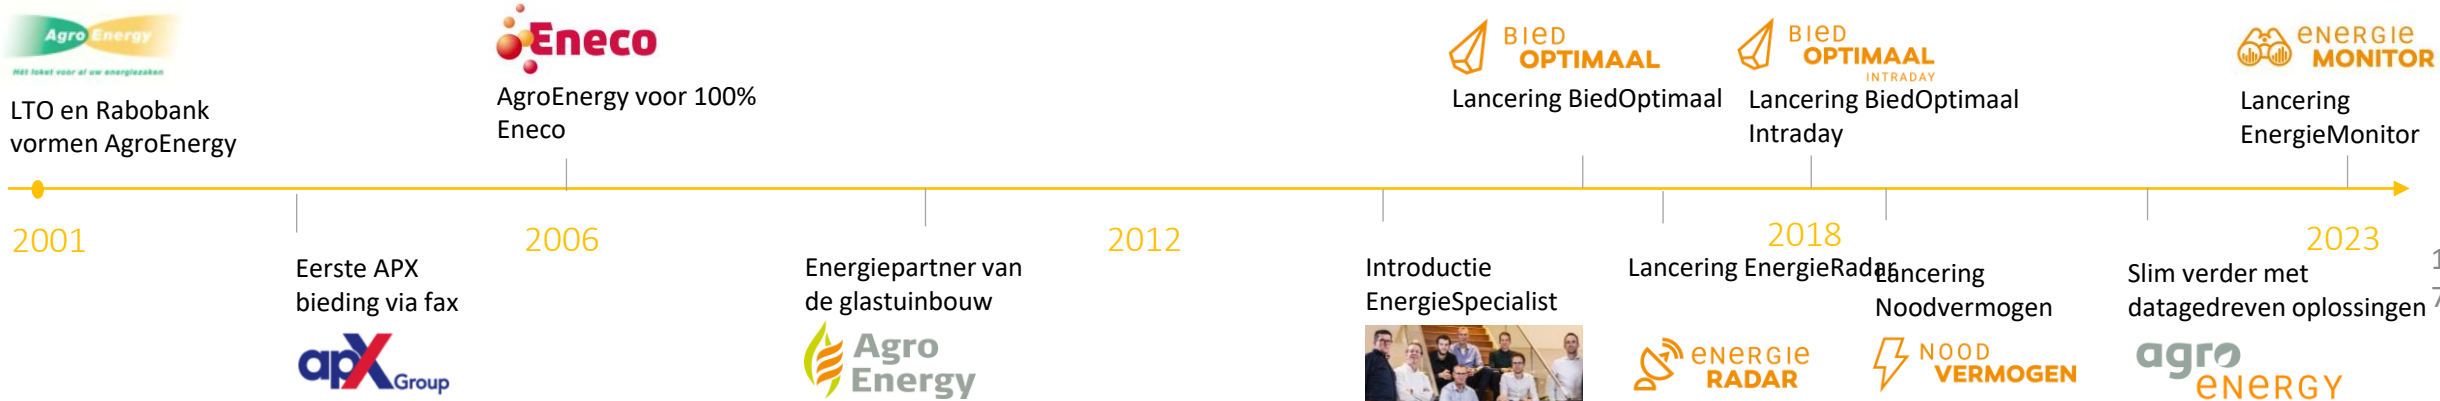 Agro Energy
Hét loket voor al uw energiezaken
LTO en Rabobank
vormen AgroEnergy
Eneco
AgroEnergy voor 100%
Eneco
BIED
OPTIMAAL
Lancering BiedOptimaal
BIED
OPTIMAAL
INTRADAY
Lancering BiedOptimaal
Intraday
ENERGIE
MONITOR
Lancering
EnergieMonitor
2001
2006
2012
2018
2023
Eerste APX
bieding via fax
apX Group
Energiepartner van
de glastuinbouw
Agro
Energy
Introductie
EnergieSpecialist
Lancering EnergieRadar
ENERGIE
RADAR
Lancering
Noodvermogen
NOOD
VERMOGEN
Slim verder met
datagedreven oplossingen
agro
ENERGY
1
7